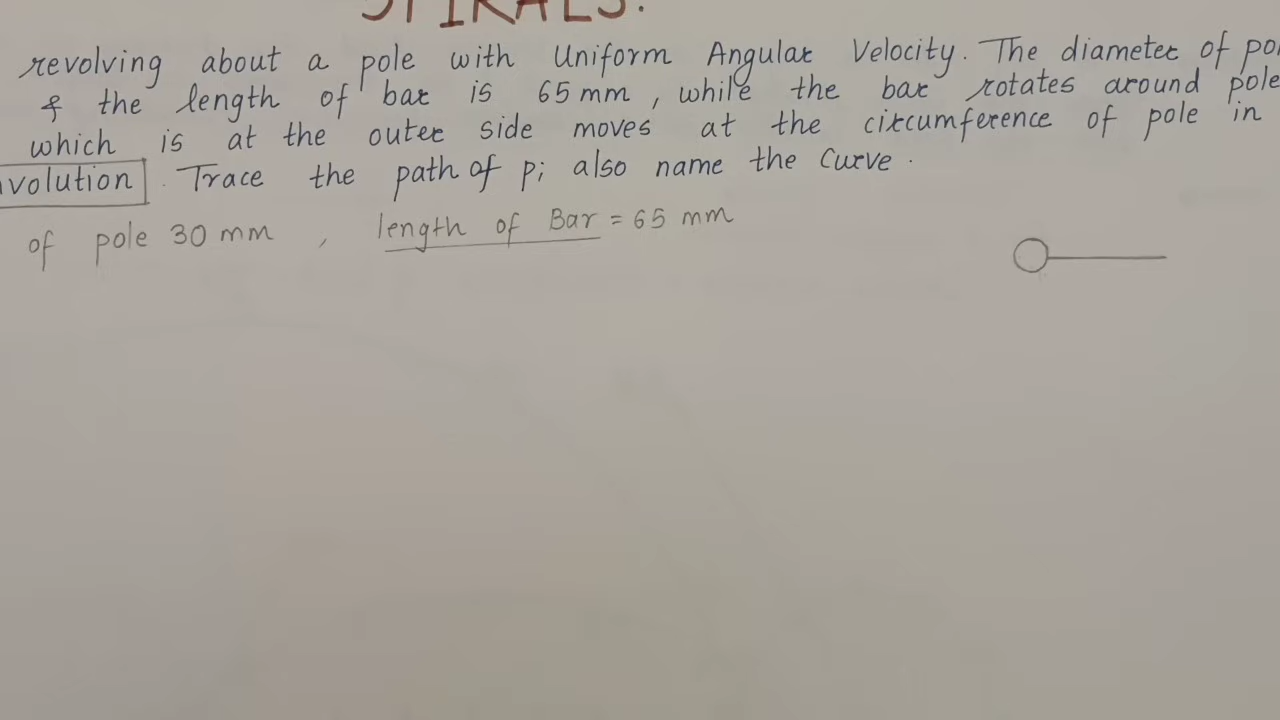 SPIRALS.
revolving about a pole with Uniform Angular Velocity. The diameter of
& the length of bar is 65 mm, while the bar rotates around pole
which is at the outer side moves at the circumference of pole in
volution. Trace the path of p; also name the Curve.
of pole 30 mm, length of Bar = 65 mm